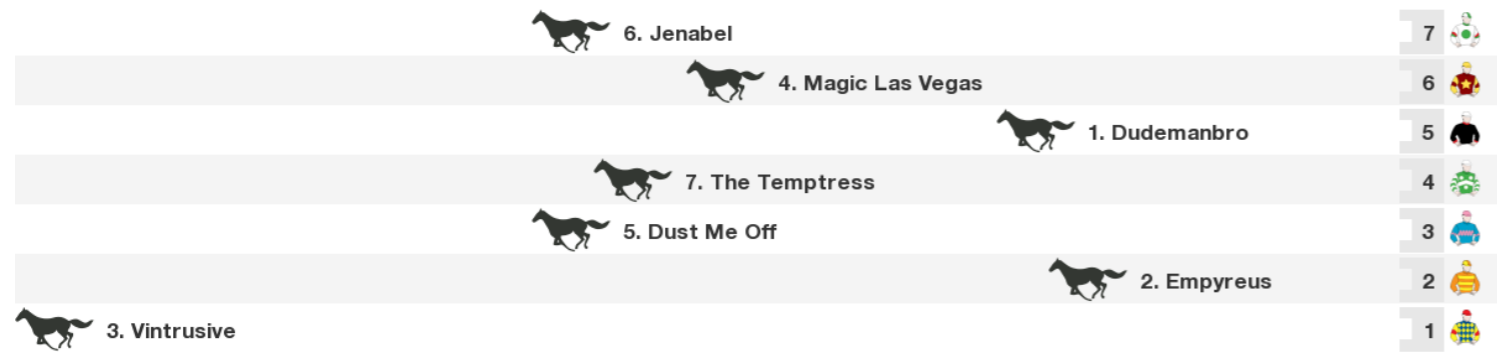 6. Jenabel 7
4. Magic Las Vegas 6
1. Dudemanbro 5
7. The Temptress 4
5. Dust Me Off 3
2. Empyreus 2
3. Vintrusive 1